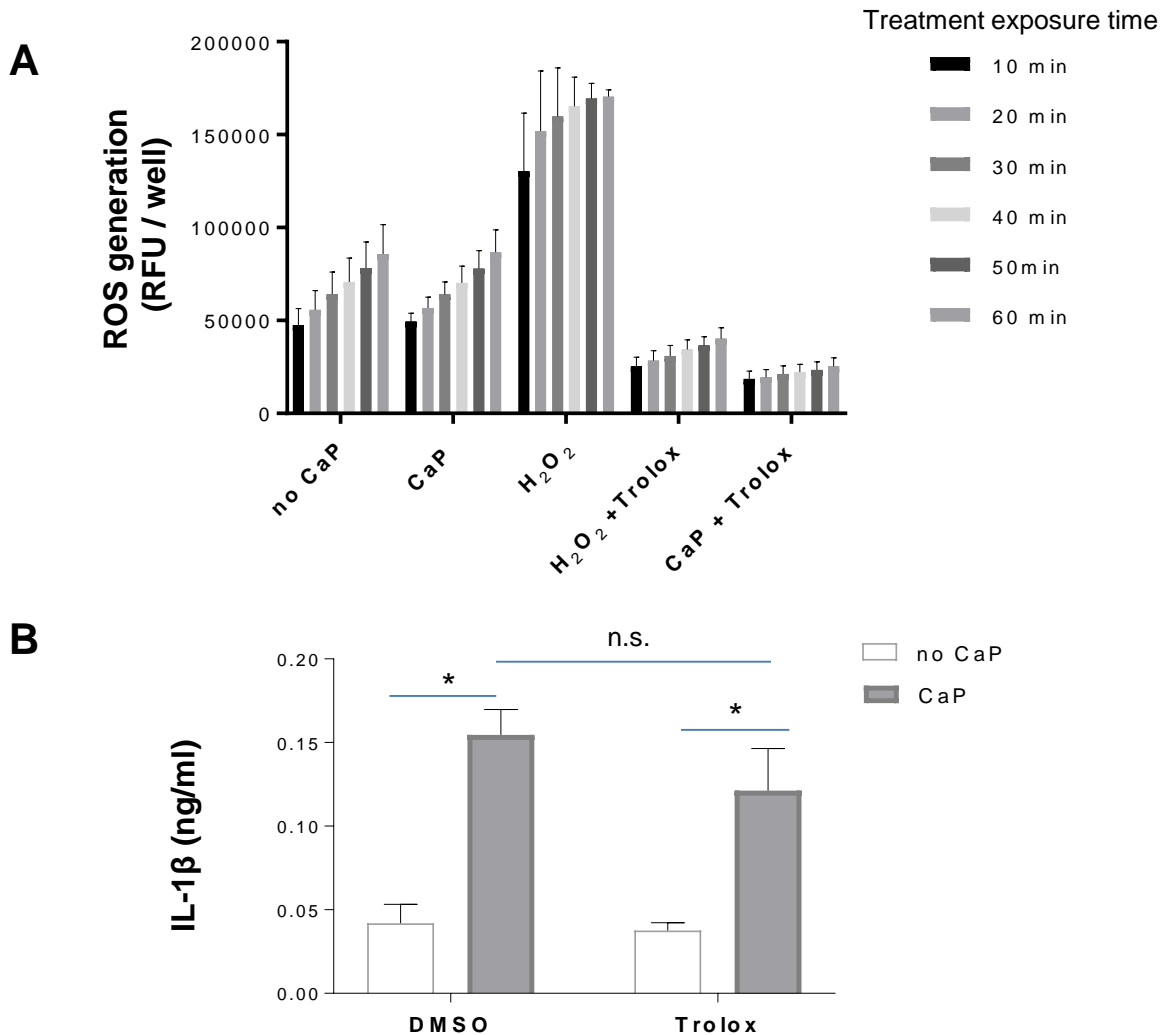 A
ROS generation
(RFU / well)
200000
150000
100000
50000
0
no CaP
CaP
H₂O₂
H₂O₂ +Trolox
CaP + Trolox
Treatment exposure time
10 min
20 min
30 min
40 min
50min
60 min
B
IL-1β (ng/ml)
0.20
0.15
0.10
0.05
0.00
*
n.s.
*
DMSO
Trolox
no CaP
CaP